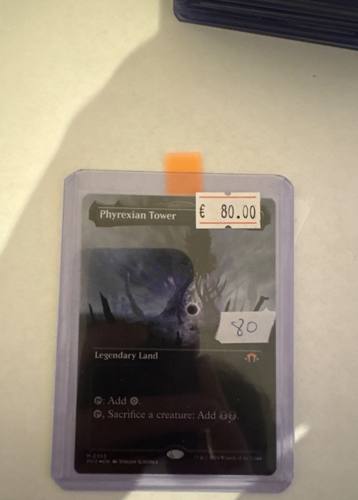 Phyrexian Tower
€ 80.00
80
Legendary Land
: Add .
, Sacrifice a creature: Add .